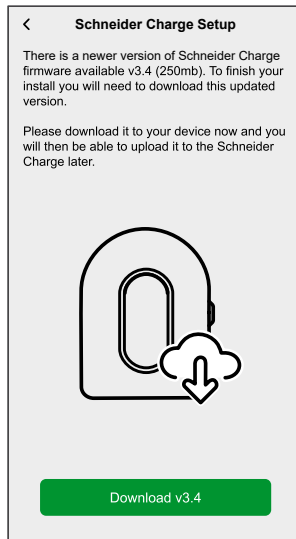 Schneider Charge Setup
There is a newer version of Schneider Charge
firmware available v3.4 (250mb). To finish your
install you will need to download this updated
version.
Please download it to your device now and you
will then be able to upload it to the Schneider
Charge later.
Download v3.4